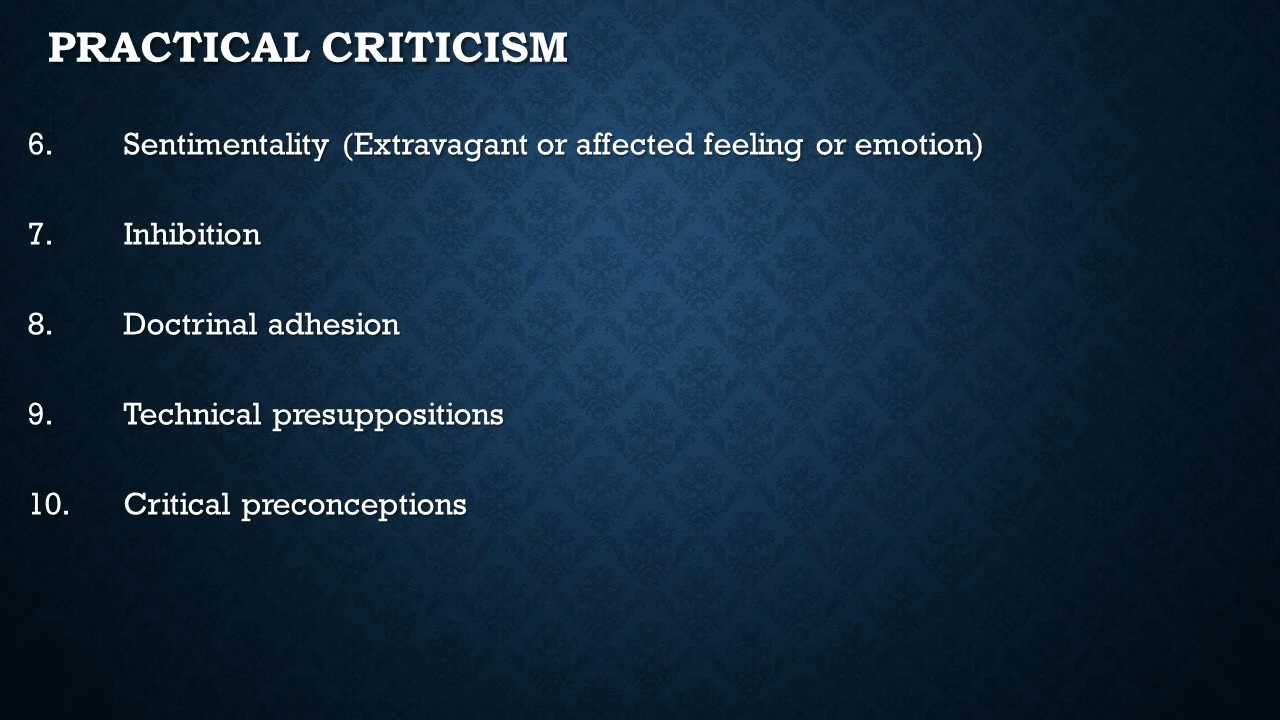 PRACTICAL CRITICISM
6. Sentimentality (Extravagant or affected feeling or emotion)
7. Inhibition
8. Doctrinal adhesion
9. Technical presuppositions
10. Critical preconceptions